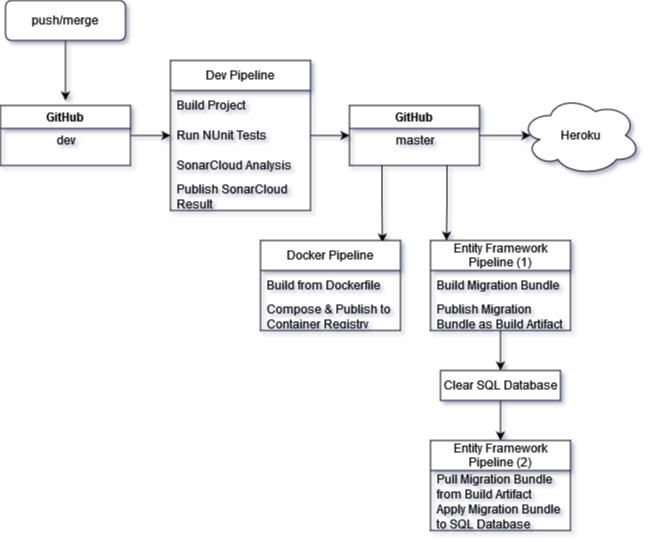 push/merge
GitHub
dev
Dev Pipeline
Build Project
Run NUnit Tests
SonarCloud Analysis
Publish SonarCloud
Result
GitHub
master
Heroku
Docker Pipeline
Build from Dockerfile
Compose & Publish to
Container Registry
Entity Framework
Pipeline (1)
Build Migration Bundle
Publish Migration
Bundle as Build Artifact
Clear SQL Database
Entity Framework
Pipeline (2)
Pull Migration Bundle
from Build Artifact
Apply Migration Bundle
to SQL Database